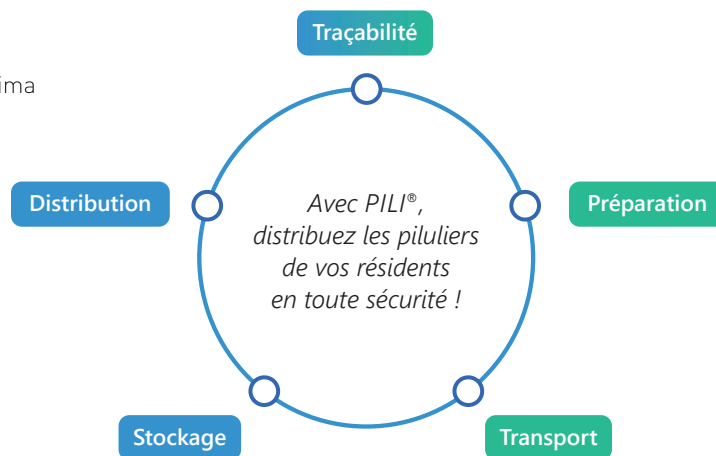 Traçabilité
ima
Distribution
Préparation
Avec PILI®,
distribuez les piluliers
de vos résidents
en toute sécurité !
Stockage
Transport